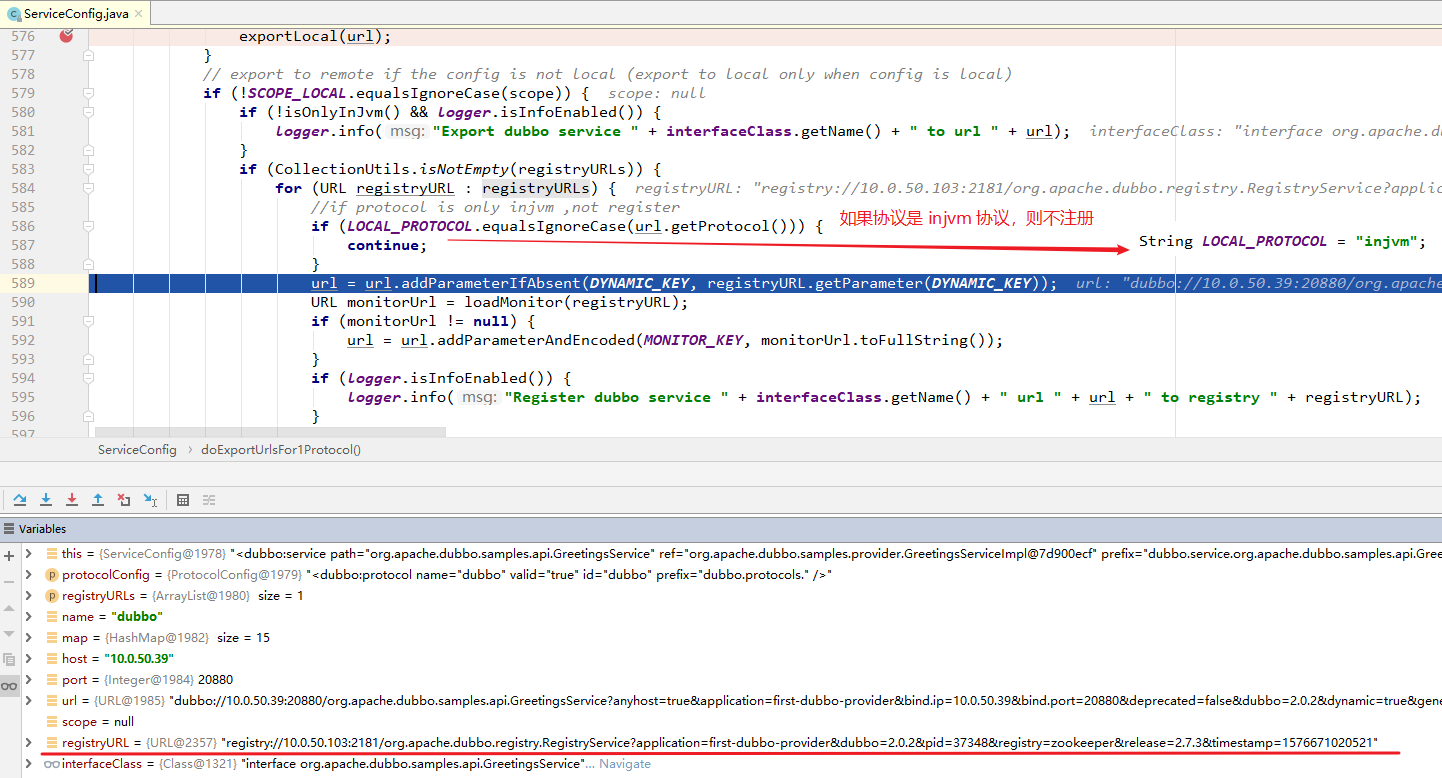 ServiceConfig.java
576 exportLocal(url);
577 }
578 // export to remote if the config is not local (export to local only when config is local)
579 if (!SCOPE_LOCAL.equalsIgnoreCase(scope)) { scope: null
580 if (!isOnlyInJvm() && logger.isInfoEnabled()) {
581 logger.info( msg: "Export dubbo service " + interfaceClass.getName() + " to url " + url); interfaceClass: "interface org.apache.du
582 }
583 if (CollectionUtils.isNotEmpty(registryURLs)) {
584 for (URL registryURL : registryURLs) { registryURL: "registry://10.0.50.103:2181/org.apache.dubbo.registry.RegistryService?applic
585 //if protocol is only injvm ,not register
586 if (LOCAL_PROTOCOL.equalsIgnoreCase(url.getProtocol())) { 如果协议是 injvm 协议，则不注册
587 continue; String LOCAL_PROTOCOL = "injvm";
588 }
589 url = url.addParameterIfAbsent(DYNAMIC_KEY, registryURL.getParameter(DYNAMIC_KEY)); url: "dubbo://10.0.50.39:20880/org.apache
590 URL monitorUrl = loadMonitor(registryURL);
591 if (monitorUrl != null) {
592 url = url.addParameterAndEncoded(MONITOR_KEY, monitorUrl.toFullString());
593 }
594 if (logger.isInfoEnabled()) {
595 logger.info( msg: "Register dubbo service " + interfaceClass.getName() + " url " + url + " to registry " + registryURL);
596 }
597
ServiceConfig › doExportUrlsFor1Protocol()
Variables
this = {ServiceConfig@1978} "<dubbo:service path="org.apache.dubbo.samples.api.GreetingsService" ref="org.apache.dubbo.samples.provider.GreetingsServiceImpl@7d900ecf" prefix="dubbo.service.org.apache.dubbo.samples.api.Gree
protocolConfig = {ProtocolConfig@1979} "<dubbo:protocol name="dubbo" valid="true" id="dubbo" prefix="dubbo.protocols." />"
registryURLs = {ArrayList@1980} size = 1
name = "dubbo"
map = {HashMap@1982} size = 15
host = "10.0.50.39"
port = {Integer@1984} 20880
url = {URL@1985} "dubbo://10.0.50.39:20880/org.apache.dubbo.samples.api.GreetingsService?anyhost=true&application=first-dubbo-provider&bind.ip=10.0.50.39&bind.port=20880&deprecated=false&dubbo=2.0.2&dynamic=true&gene
scope = null
registryURL = {URL@2357} "registry://10.0.50.103:2181/org.apache.dubbo.registry.RegistryService?application=first-dubbo-provider&dubbo=2.0.2&pid=37348&registry=zookeeper&release=2.7.3&timestamp=1576671020521"
interfaceClass = {Class@1321} "interface org.apache.dubbo.samples.api.GreetingsService"... Navigate